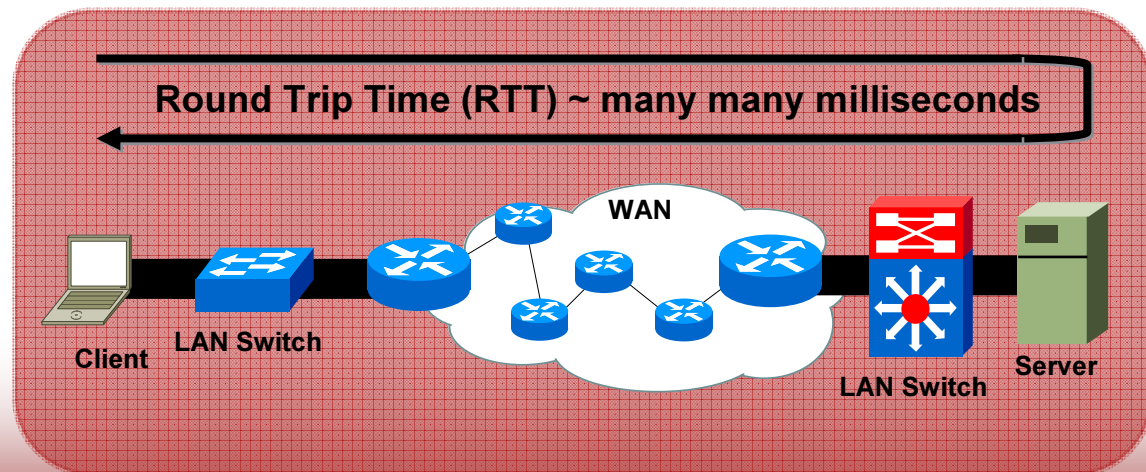 Round Trip Time (RTT) ~ many many milliseconds
WAN
LAN Switch
Client
Server
LAN Switch